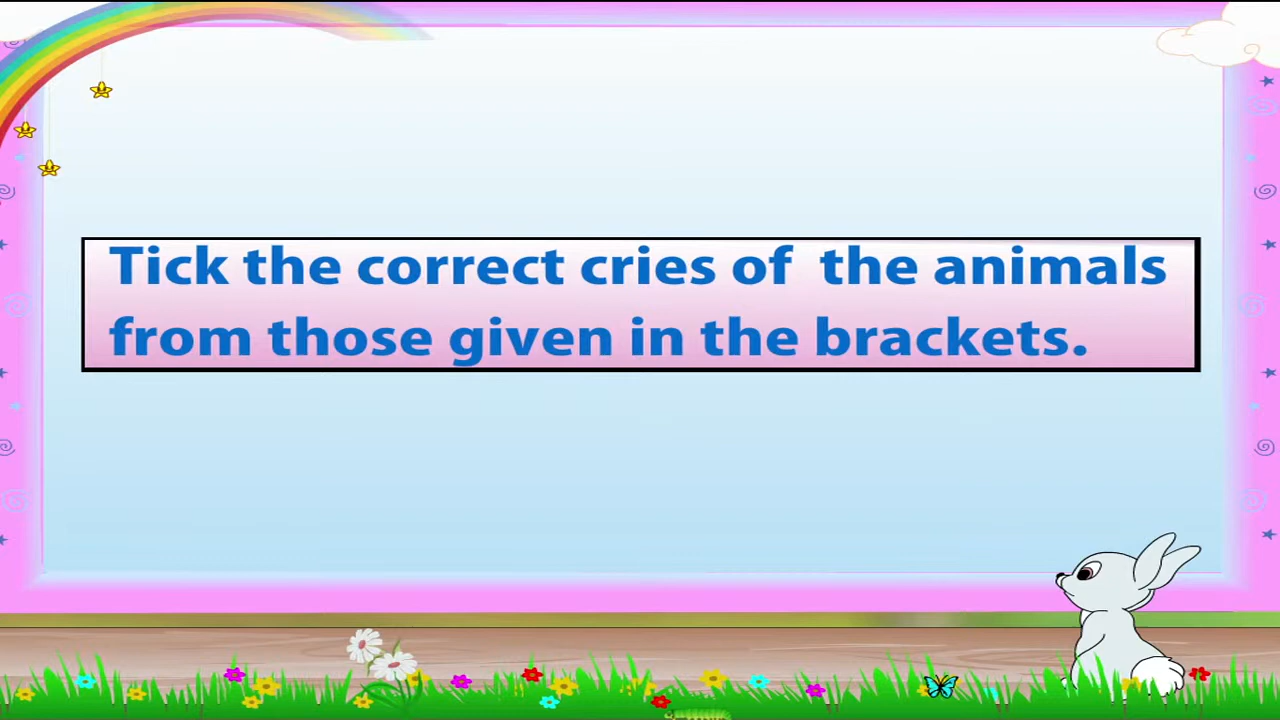 Tick the correct cries of the animals
from those given in the brackets.